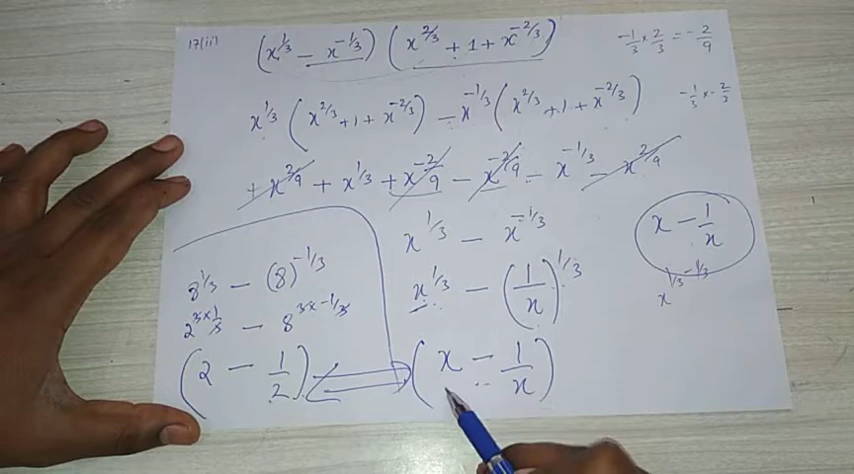 17(ii)
(x^{1/3} - x^{-1/3}) (x^{2/3} + 1 + x^{-2/3})
-1/3 × 2/3 = -2/9
x^{1/3} (x^{2/3} + 1 + x^{-2/3}) - x^{-1/3} (x^{2/3} + 1 + x^{-2/3})
-1/3 × -2/3
+ x^{2/9} + x^{1/3} + x^{-2/9} - x^{-2/9} - x^{-1/3} - x^{2/9}
x^{1/3} - x^{-1/3}
x - 1/x
8^{1/3} - (8)^{-1/3}
x^{1/3} - (1/x)^{1/3}
x^{1/3 - 1/3}
2^{3×1/3} - 8^{3×-1/3}
(2 - 1/2)
(x - 1/x)